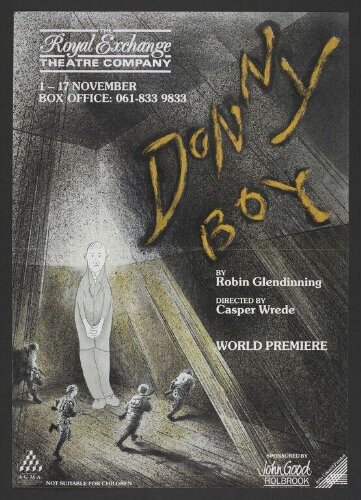 Royal Exchange
THEATRE COMPANY
1 – 17 NOVEMBER
BOX OFFICE: 061-833 9833
DONNY
BOY
BY
Robin Glendinning
DIRECTED BY
Casper Wrede
WORLD PREMIERE
AGMA
NOT SUITABLE FOR CHILDREN
SPONSORED BY
John Good
HOLBROOK